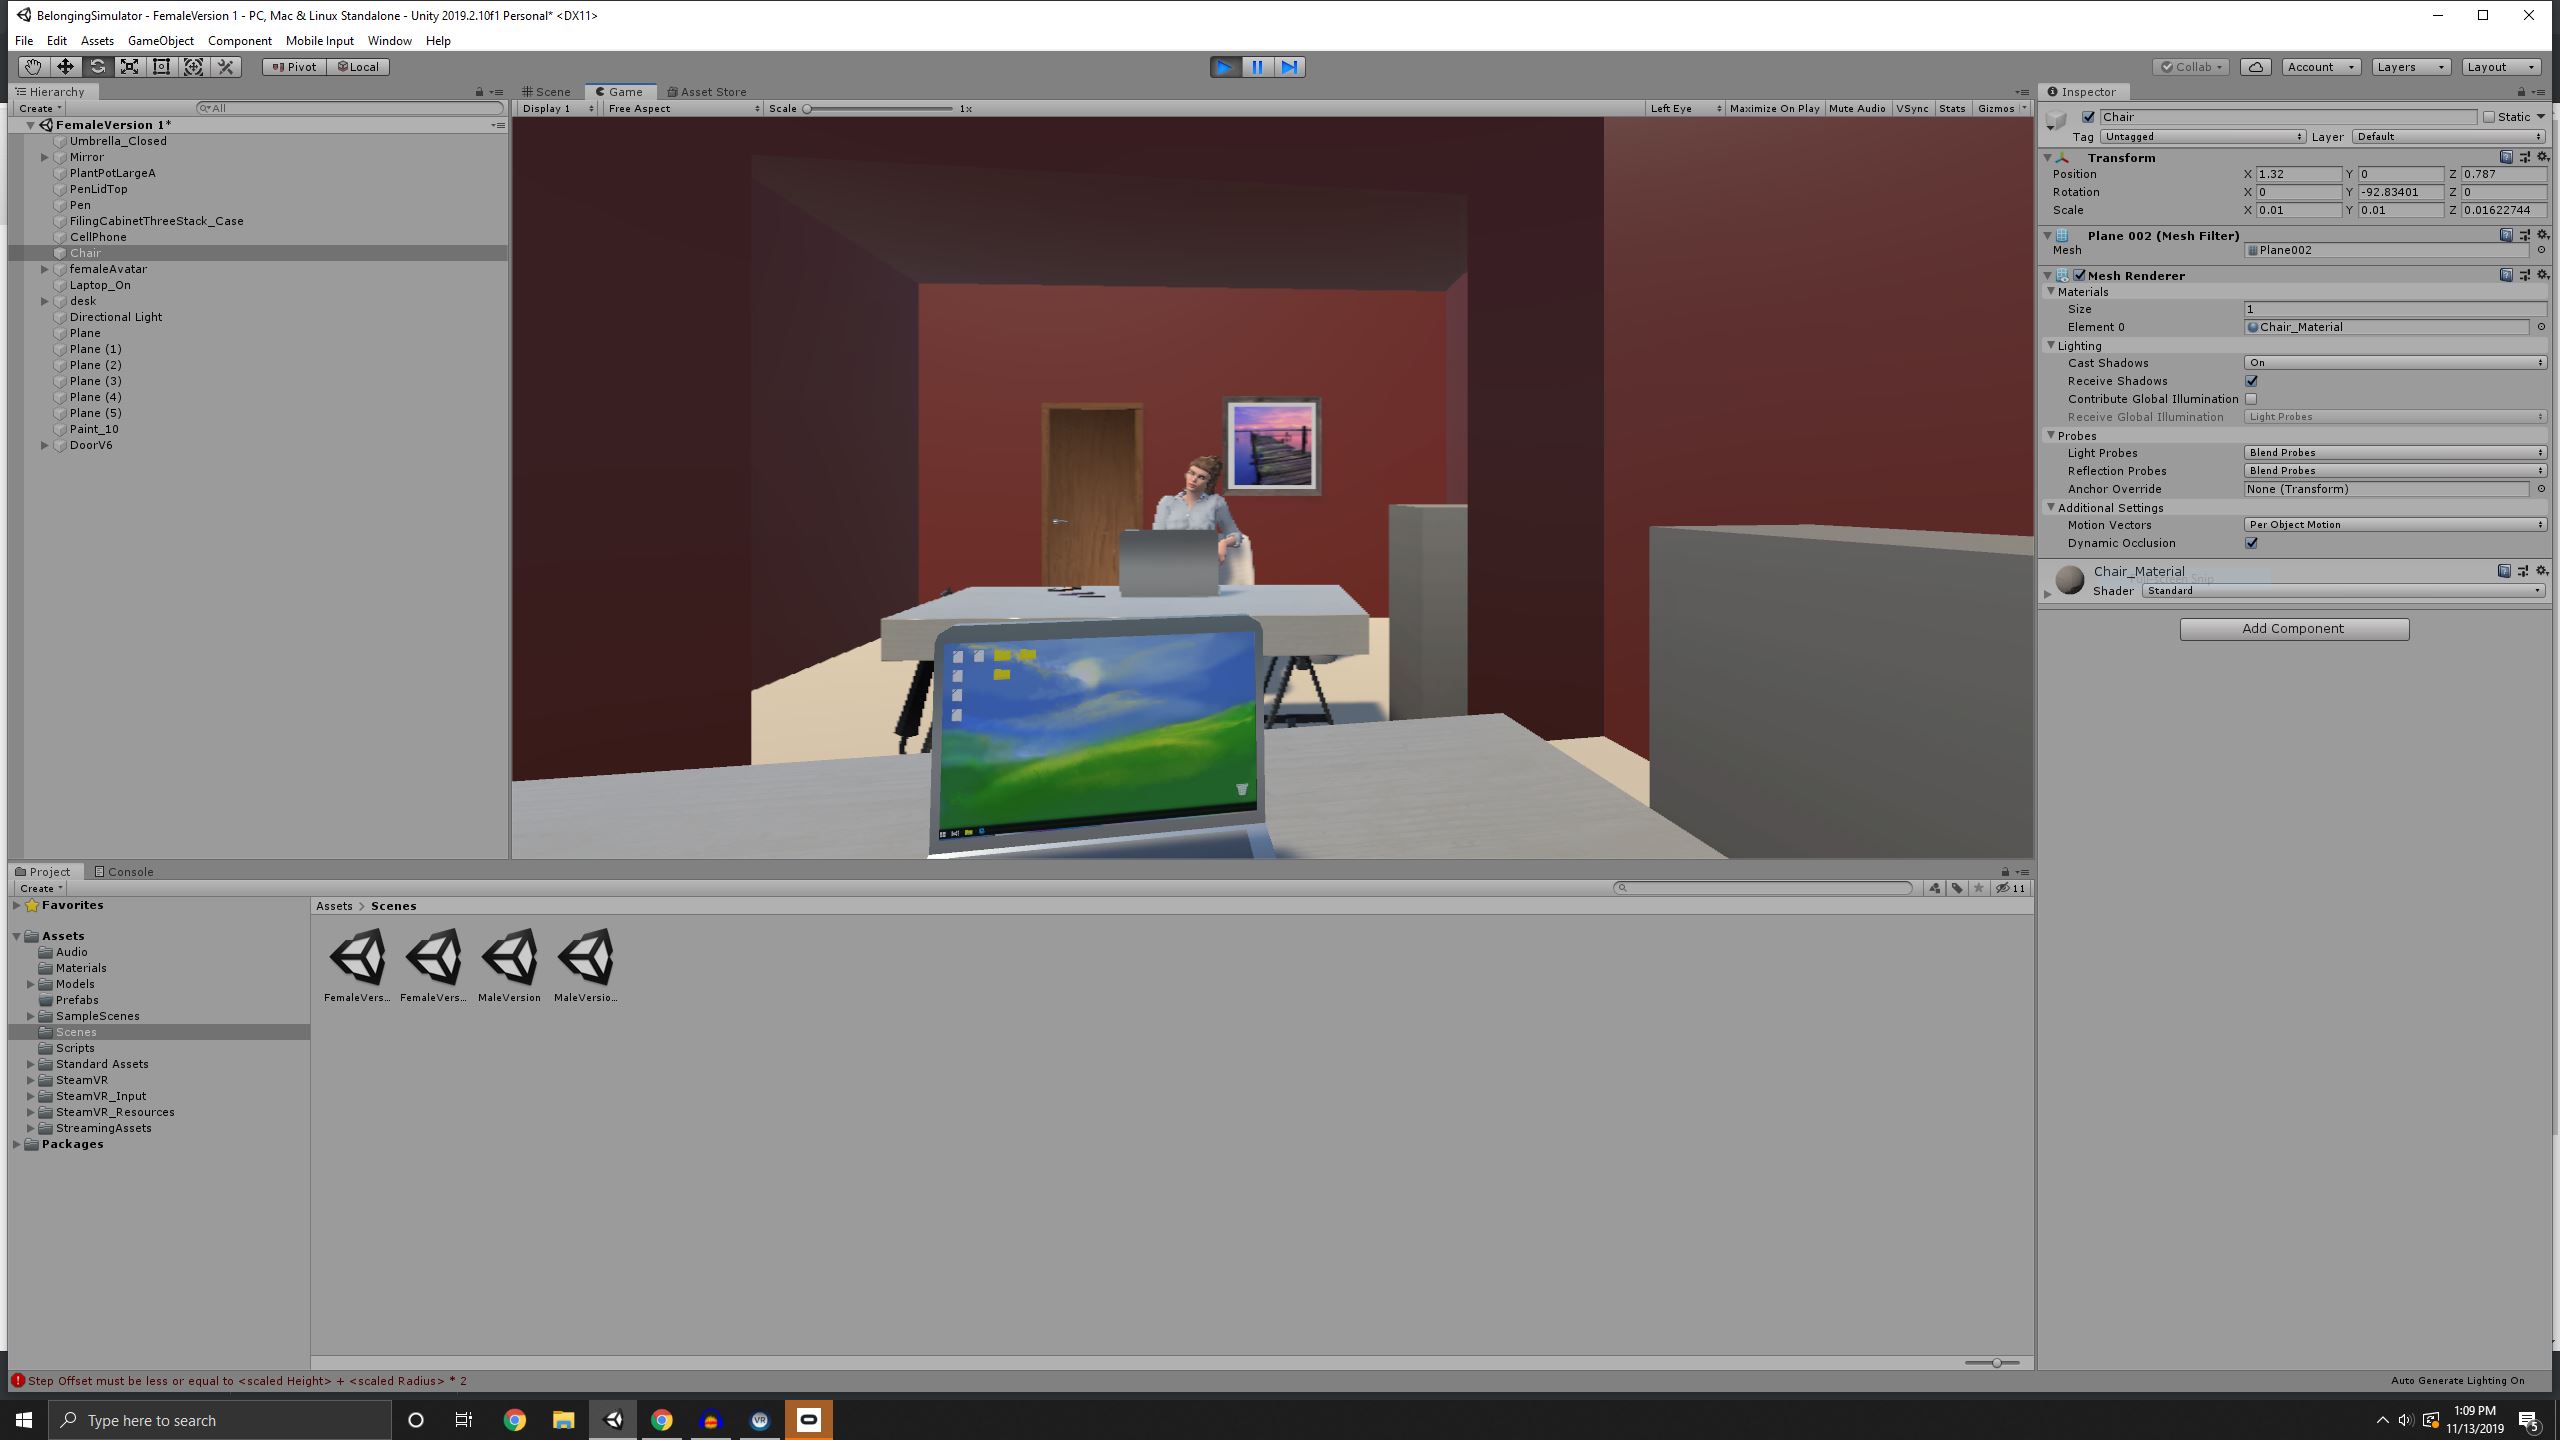 BelongingSimulator - FemaleVersion 1 - PC, Mac & Linux Standalone - Unity 2019.2.10f1 Personal* <DX11>
File Edit Assets GameObject Component Mobile Input Window Help
Pivot Local Collab Account Layers Layout
Hierarchy
Create All
FemaleVersion 1*
Umbrella_Closed
Mirror
PlantPotLargeA
PenLidTop
Pen
FilingCabinetThreeStack_Case
CellPhone
Chair
femaleAvatar
Laptop_On
desk
Directional Light
Plane
Plane (1)
Plane (2)
Plane (3)
Plane (4)
Plane (5)
Paint_10
DoorV6
Scene Game Asset Store
Display 1 Free Aspect Scale 1x Left Eye Maximize On Play Mute Audio VSync Stats Gizmos
Inspector
Chair Static
Tag Untagged Layer Default
Transform
Position X 1.32 Y 0 Z 0.787
Rotation X 0 Y -92.83401 Z 0
Scale X 0.01 Y 0.01 Z 0.01622744
Plane 002 (Mesh Filter)
Mesh Plane002
Mesh Renderer
Materials
Size 1
Element 0 Chair_Material
Lighting
Cast Shadows On
Receive Shadows
Contribute Global Illumination
Receive Global Illumination Light Probes
Probes
Light Probes Blend Probes
Reflection Probes Blend Probes
Anchor Override None (Transform)
Additional Settings
Motion Vectors Per Object Motion
Dynamic Occlusion
Chair_Material
Full-screen Snip
Shader Standard
Add Component
Project Console
Create 11
Favorites
Assets
Audio
Materials
Models
Prefabs
SampleScenes
Scenes
Scripts
Standard Assets
SteamVR
SteamVR_Input
SteamVR_Resources
StreamingAssets
Packages
Assets > Scenes
FemaleVers... FemaleVers... MaleVersion MaleVersio...
Step Offset must be less or equal to <scaled Height> + <scaled Radius> * 2
Auto Generate Lighting On
Type here to search
VR
1:09 PM
11/13/2019
5